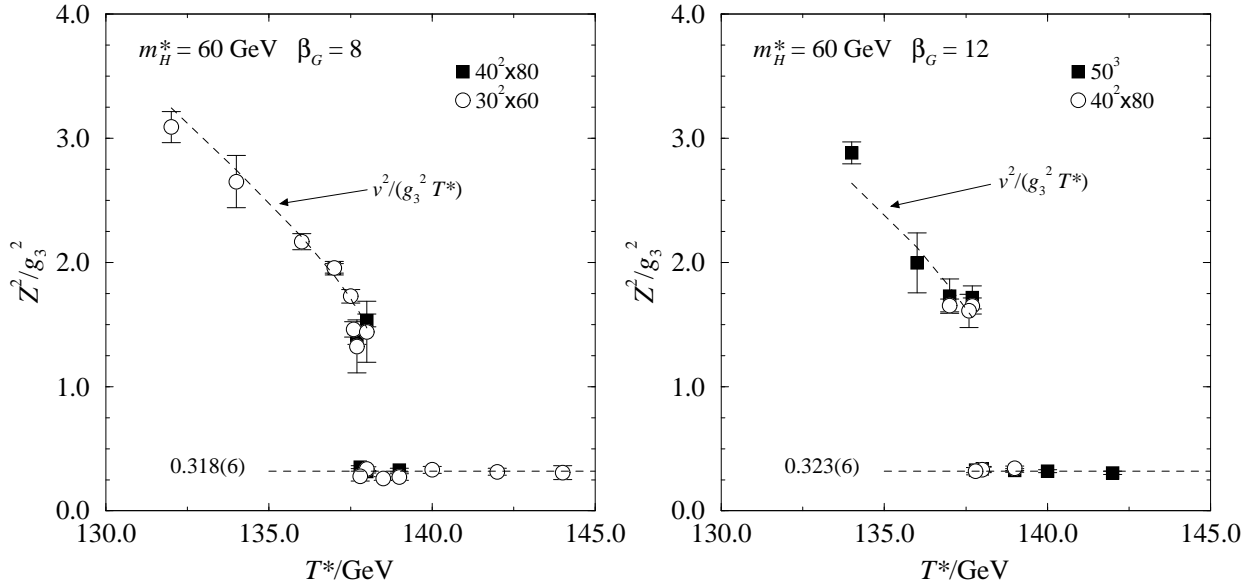 m*H = 60 GeV βG = 8
40²x80
30²x60
v²/(g3² T*)
0.318(6)
4.0
3.0
2.0
1.0
0.0
Z²/g3²
130.0 135.0 140.0 145.0
T*/GeV
m*H = 60 GeV βG = 12
50³
40²x80
v²/(g3² T*)
0.323(6)
4.0
3.0
2.0
1.0
0.0
Z²/g3²
130.0 135.0 140.0 145.0
T*/GeV